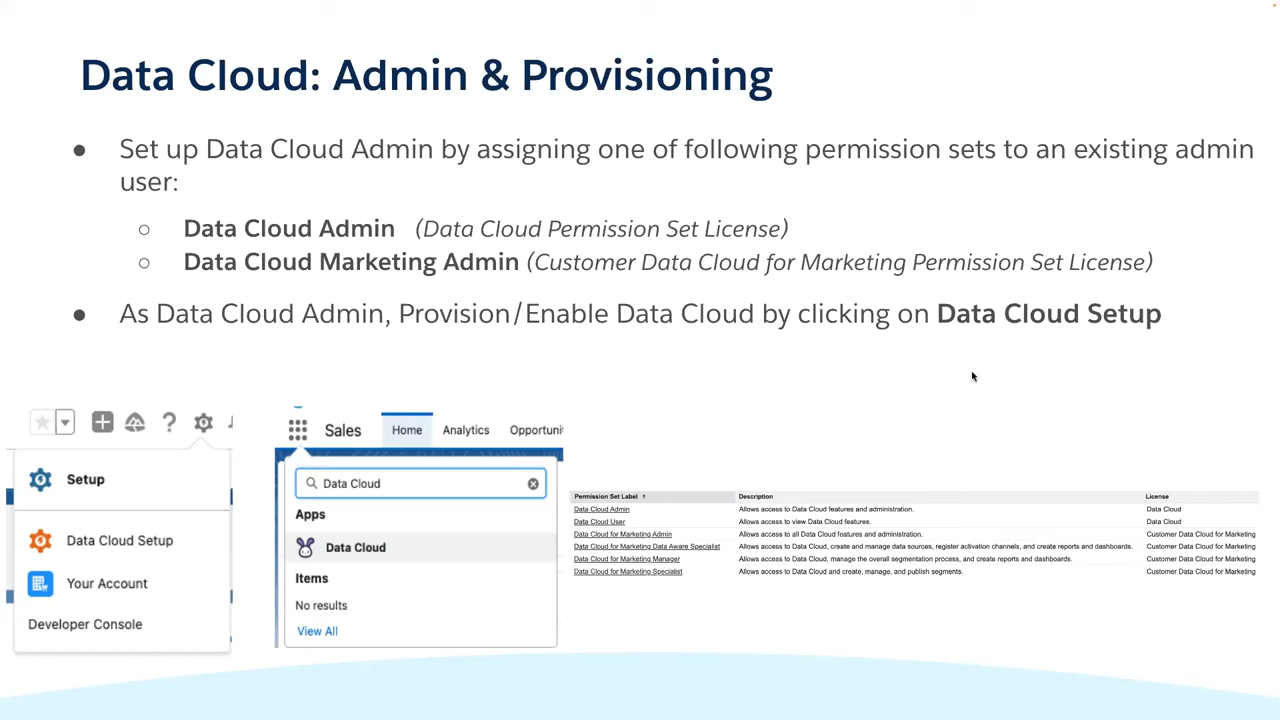 Data Cloud: Admin & Provisioning
● Set up Data Cloud Admin by assigning one of following permission sets to an existing admin
user:
○ Data Cloud Admin (Data Cloud Permission Set License)
○ Data Cloud Marketing Admin (Customer Data Cloud for Marketing Permission Set License)
● As Data Cloud Admin, Provision/Enable Data Cloud by clicking on Data Cloud Setup
Setup
Data Cloud Setup
Your Account
Developer Console
Sales Home Analytics Opportuni
Data Cloud
Apps
Data Cloud
Items
No results
View All
Permission Set Label ↑ Description License
Data Cloud Admin Allows access to Data Cloud features and administration. Data Cloud
Data Cloud User Allows access to view Data Cloud features. Data Cloud
Data Cloud for Marketing Admin Allows access to all Data Cloud features and administration. Customer Data Cloud for Marketing
Data Cloud for Marketing Data Aware Specialist Allows access to Data Cloud, create and manage data sources, register activation channels, and create reports and dashboards. Customer Data Cloud for Marketing
Data Cloud for Marketing Manager Allows access to Data Cloud, manage the overall segmentation process, and create reports and dashboards. Customer Data Cloud for Marketing
Data Cloud for Marketing Specialist Allows access to Data Cloud and create, manage, and publish segments. Customer Data Cloud for Marketing